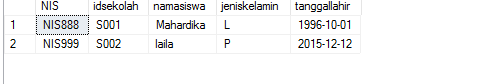 NIS idsekolah namasiswa jeniskelamin tanggallahir
1 NIS888 S001 Mahardika L 1996-10-01
2 NIS999 S002 laila P 2015-12-12